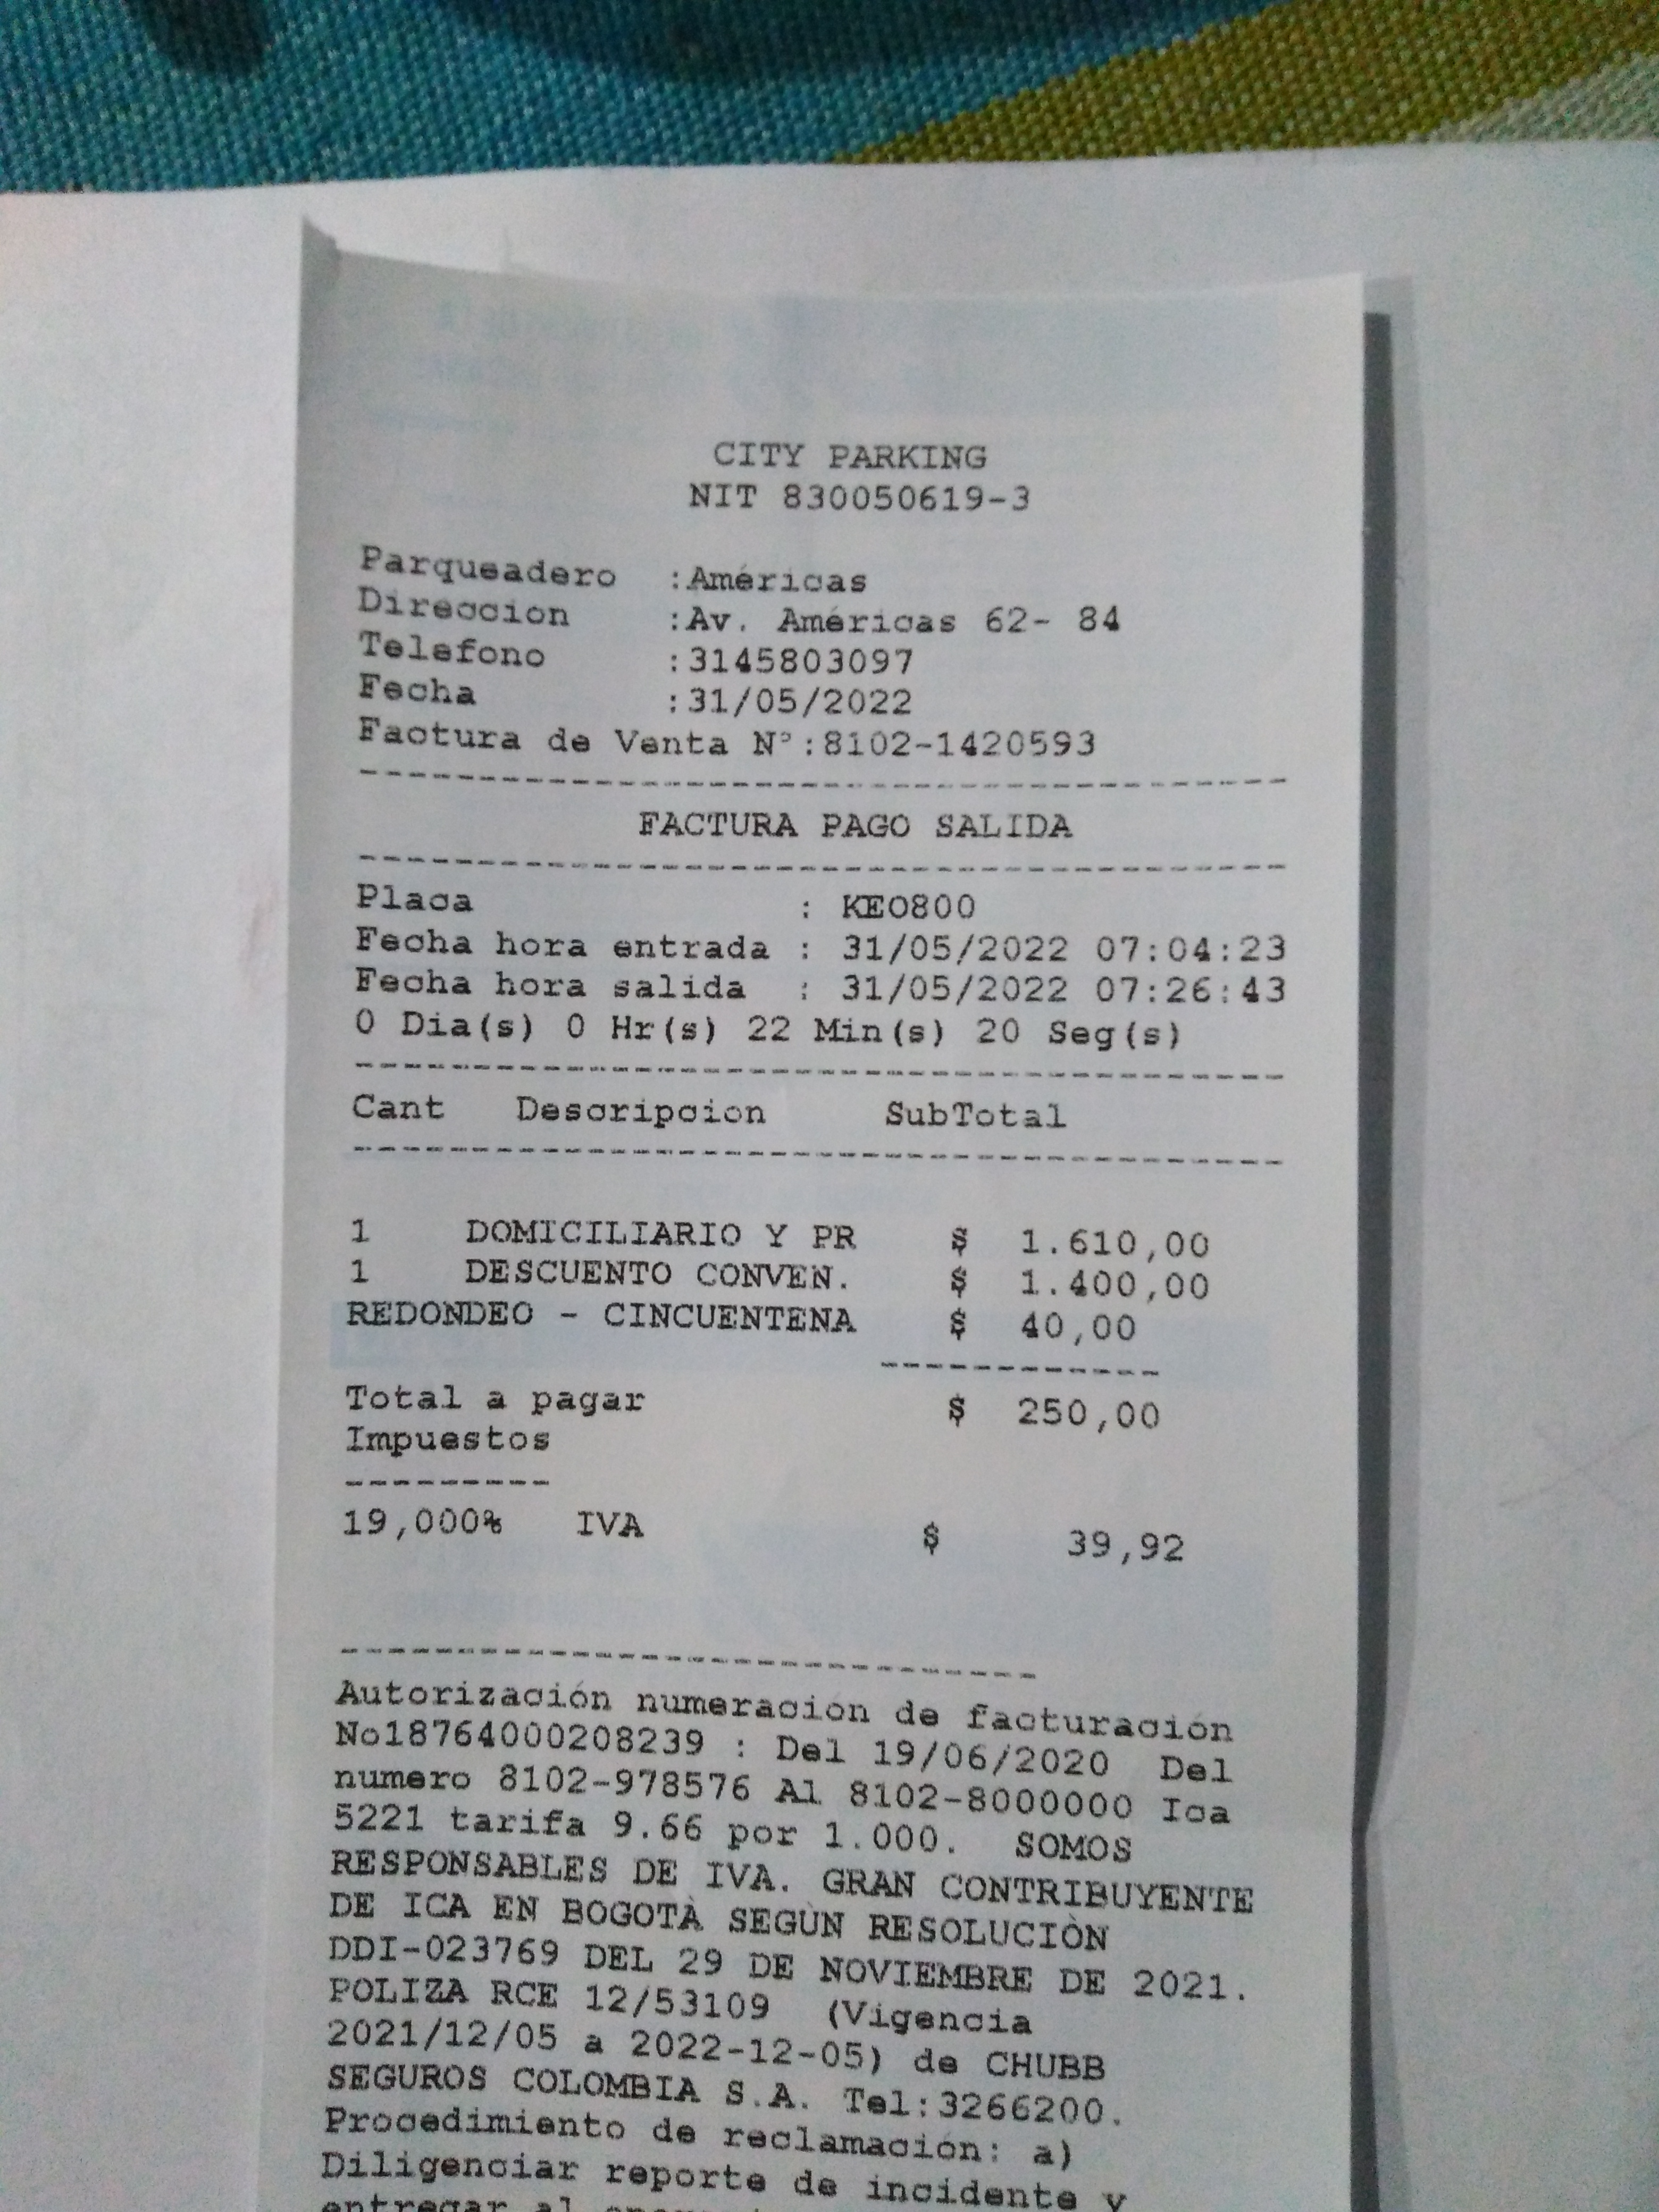 CITY PARKING
NIT 830050619-3
Parqueadero :Américas
Direccion :Av. Américas 62- 84
Telefono :3145803097
Fecha :31/05/2022
Factura de Venta N°:8102-1420593
FACTURA PAGO SALIDA
Placa : KEO800
Fecha hora entrada : 31/05/2022 07:04:23
Fecha hora salida : 31/05/2022 07:26:43
0 Dia(s) 0 Hr(s) 22 Min(s) 20 Seg(s)
Cant Descripcion SubTotal
1 DOMICILIARIO Y PR $ 1.610,00
1 DESCUENTO CONVEN. $ 1.400,00
REDONDEO - CINCUENTENA $ 40,00
Total a pagar $ 250,00
Impuestos
19,000% IVA $ 39,92
Autorización numeracion de facturación
No18764000208239 : Del 19/06/2020 Del
numero 8102-978576 Al 8102-8000000 Ica
5221 tarifa 9.66 por 1.000. SOMOS
RESPONSABLES DE IVA. GRAN CONTRIBUYENTE
DE ICA EN BOGOTÀ SEGÙN RESOLUCIÒN
DDI-023769 DEL 29 DE NOVIEMBRE DE 2021.
POLIZA RCE 12/53109 (Vigencia
2021/12/05 a 2022-12-05) de CHUBB
SEGUROS COLOMBIA S.A. Tel:3266200.
Procedimiento de reclamación: a)
Diligenciar reporte de incidente y
entregar al